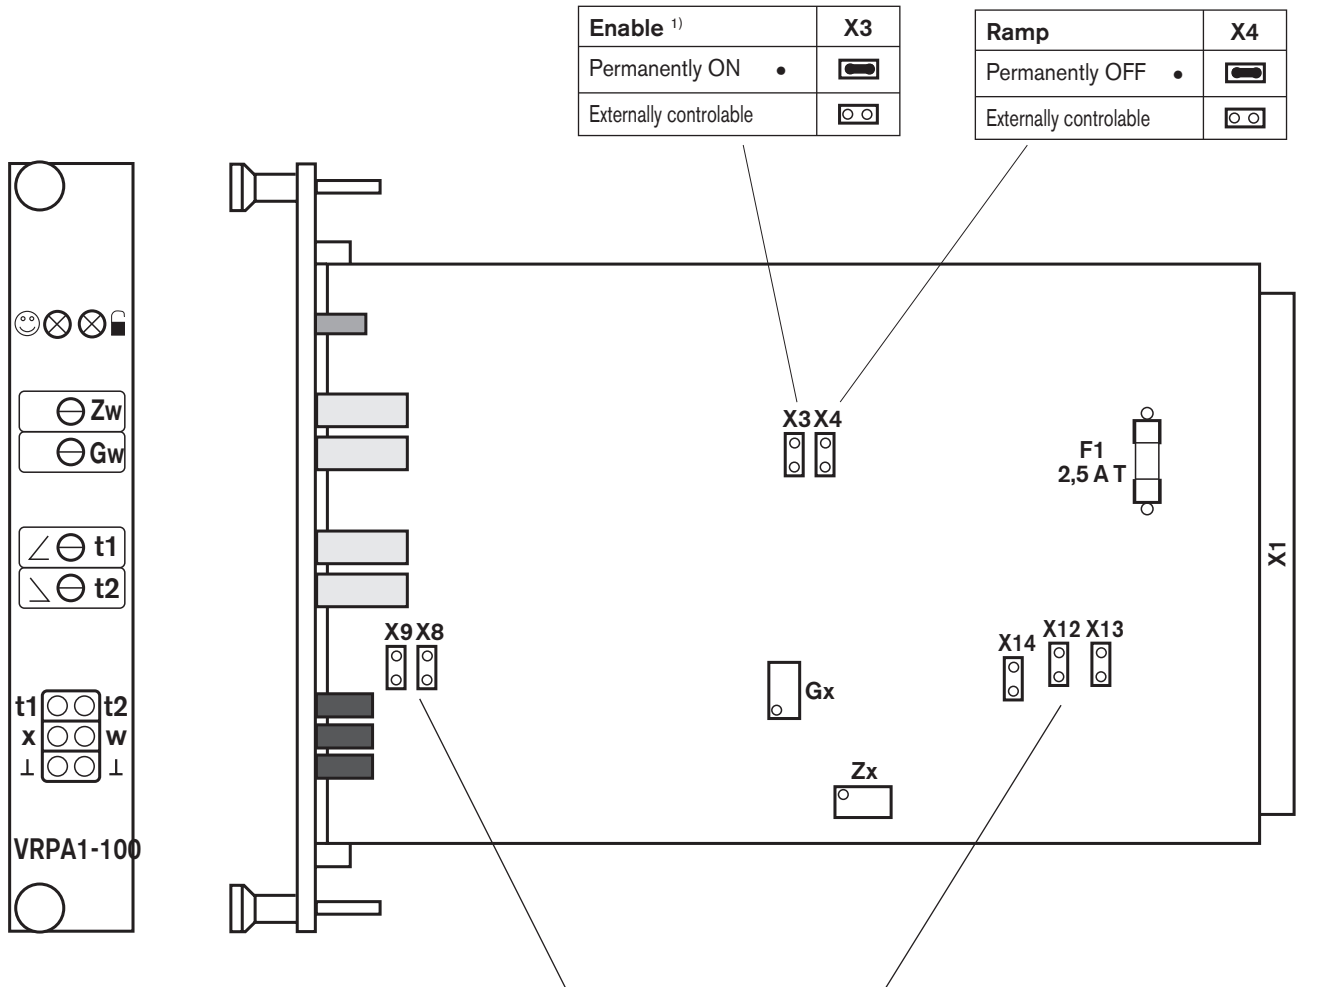 Enable 1) X3
Permanently ON •
Externally controlable
Ramp X4
Permanently OFF •
Externally controlable
Zw
Gw
t1
t2
t1 t2
x w
⊥ ⊥
VRPA1-100
X3 X4
F1
2,5 A T
X1
X9 X8
X14 X12 X13
Gx
Zx